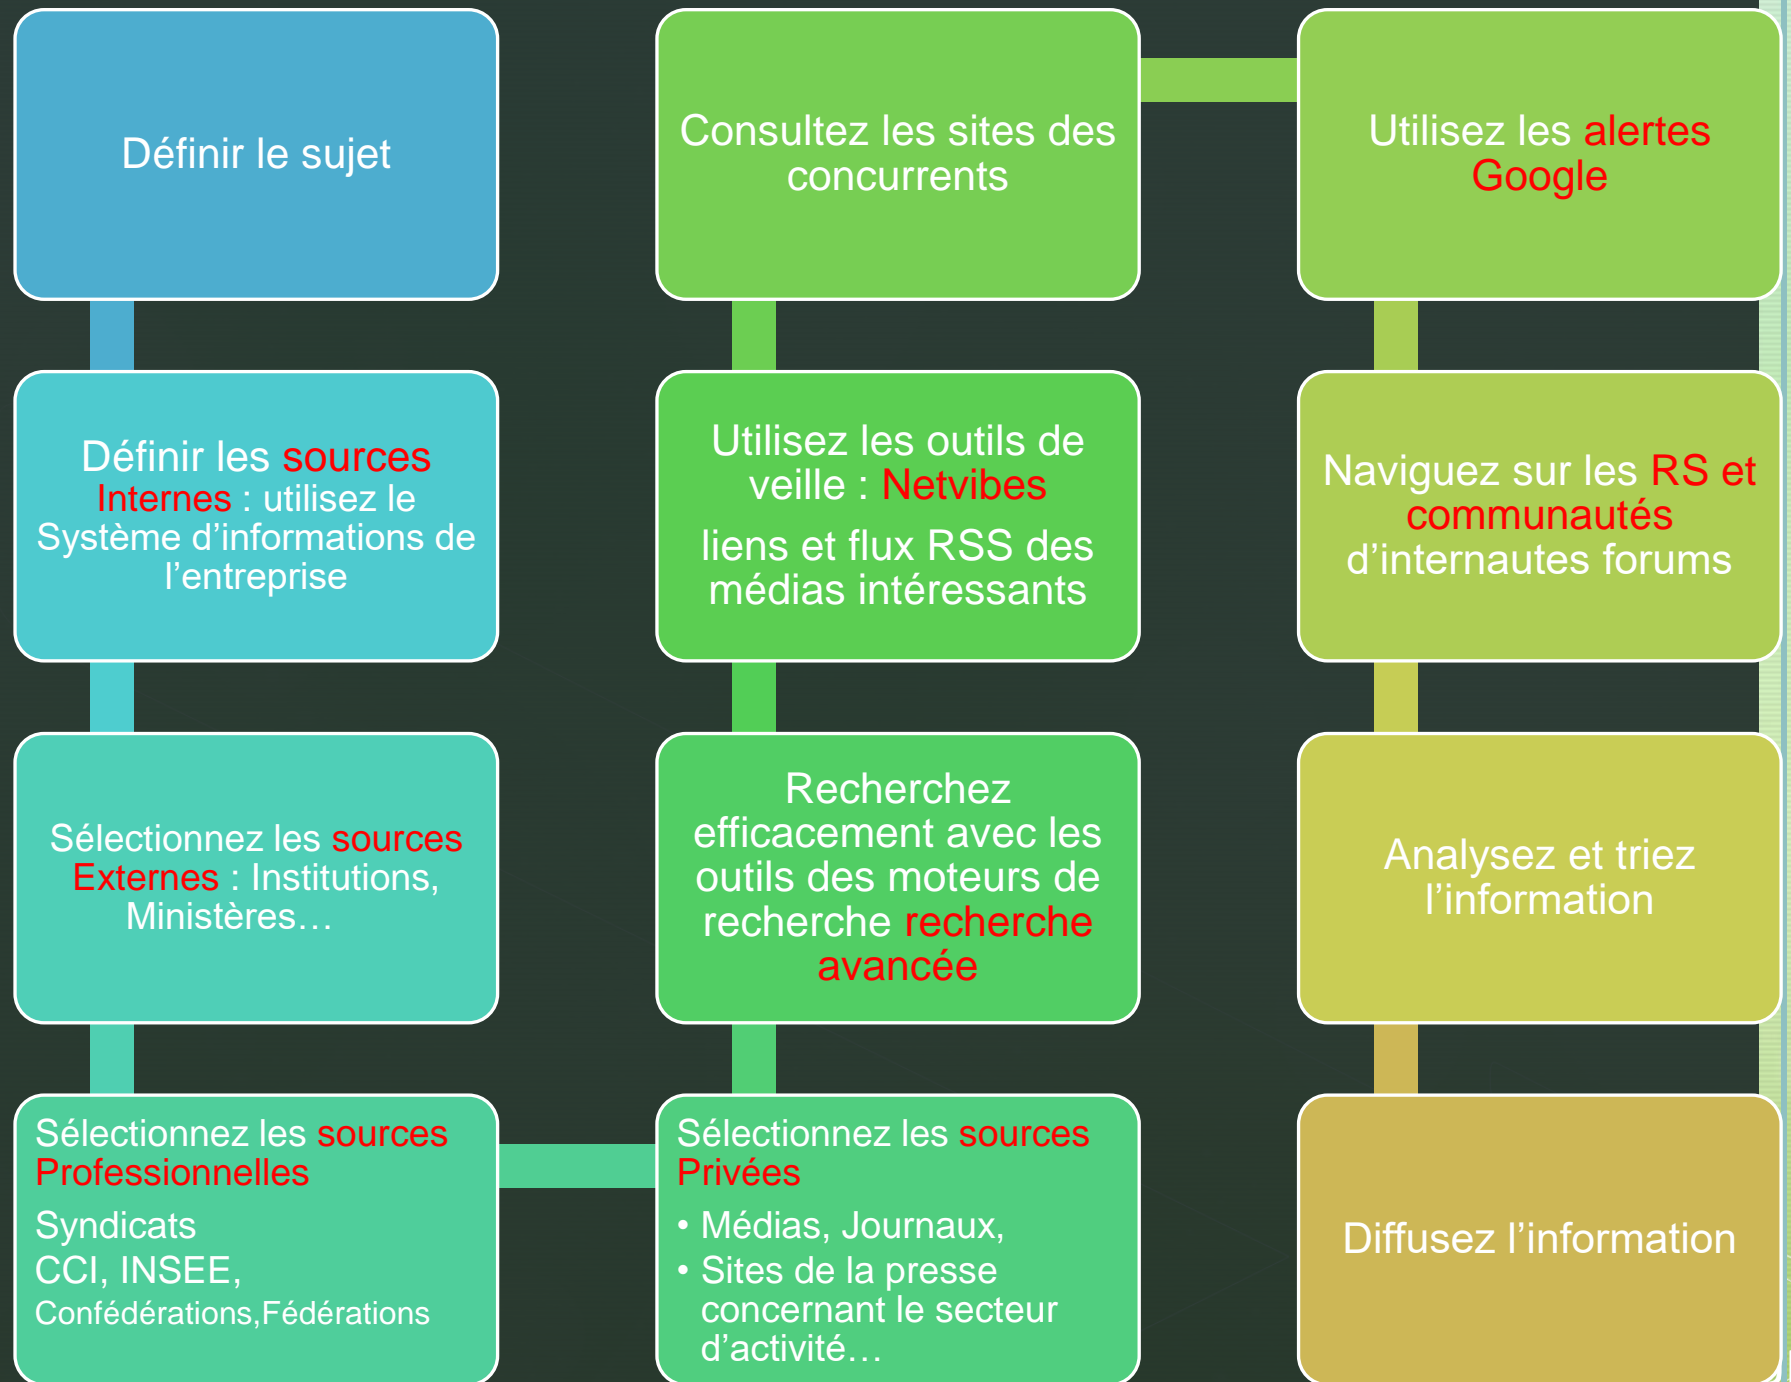 Définir le sujet
Définir les sources
Internes : utilisez le
Système d’informations de
l’entreprise
Sélectionnez les sources
Externes : Institutions,
Ministères…
Sélectionnez les sources
Professionnelles
Syndicats
CCI, INSEE,
Confédérations,Fédérations
Sélectionnez les sources
Privées
• Médias, Journaux,
• Sites de la presse
concernant le secteur
d’activité…
Recherchez
efficacement avec les
outils des moteurs de
recherche recherche
avancée
Utilisez les outils de
veille : Netvibes
liens et flux RSS des
médias intéressants
Consultez les sites des
concurrents
Utilisez les alertes
Google
Naviguez sur les RS et
communautés
d’internautes forums
Analysez et triez
l’information
Diffusez l’information